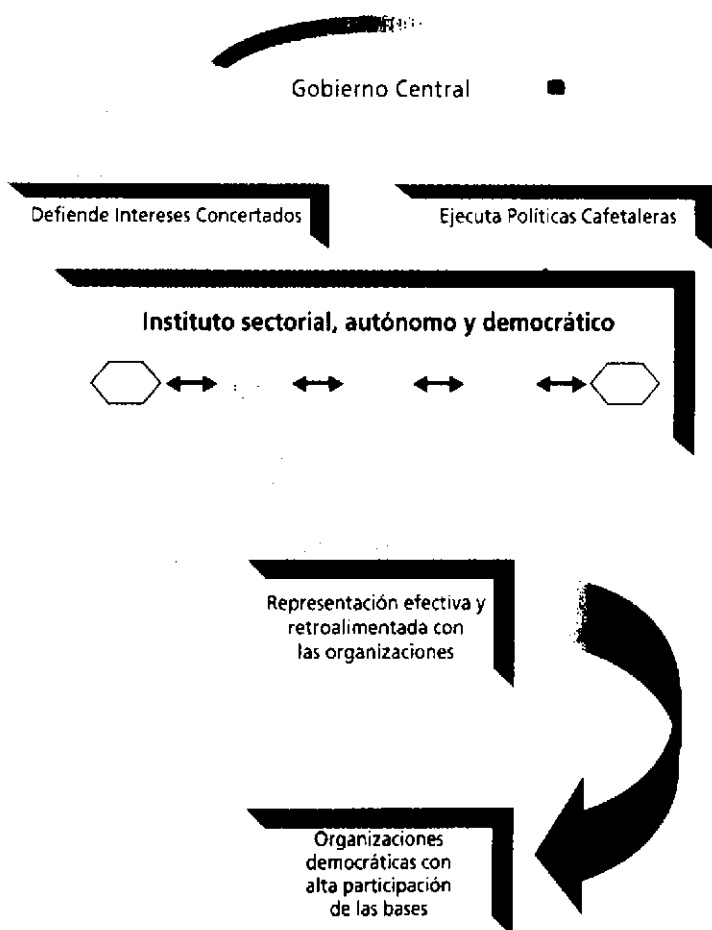 Gobierno Central
Defiende Intereses Concertados
Ejecuta Políticas Cafetaleras
Instituto sectorial, autónomo y democrático
Representación efectiva y
retroalimentada con
las organizaciones
Organizaciones
democráticas con
alta participación
de las bases